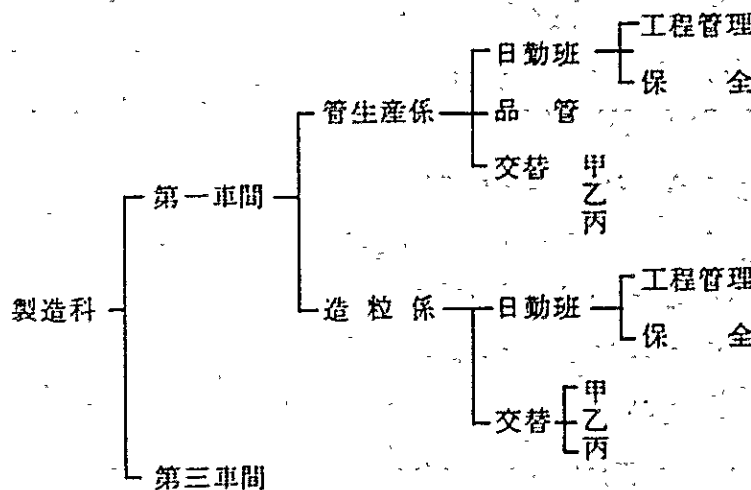 工程管理
日勤班
保 全
管生産係
品 管
交替 甲
乙
丙
第一車間
工程管理
製造科
造粒係
日勤班
保 全
甲
交替 乙
丙
第三車間